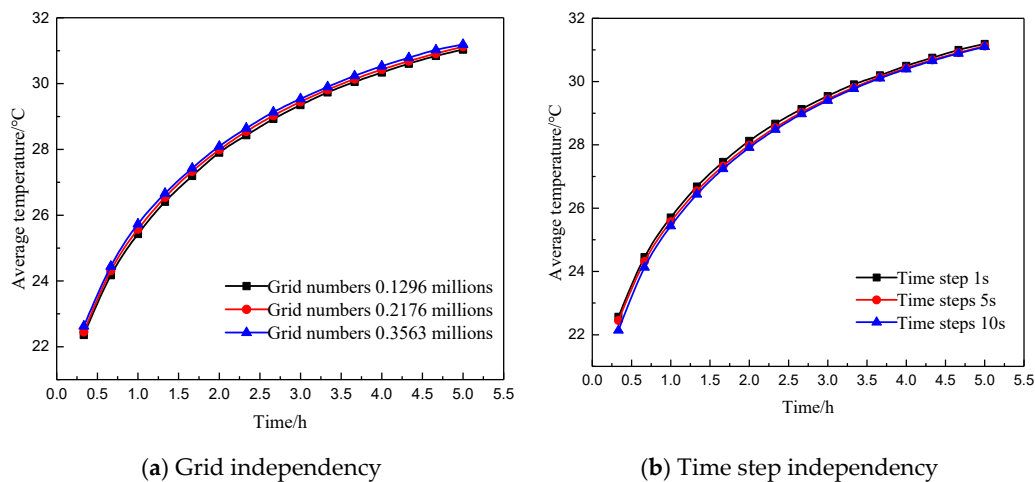 32
30
28
26
24
22
Average temperature/°C
Grid numbers 0.1296 millions
Grid numbers 0.2176 millions
Grid numbers 0.3563 millions
0.0 0.5 1.0 1.5 2.0 2.5 3.0 3.5 4.0 4.5 5.0 5.5
Time/h
(a) Grid independency
32
30
28
26
24
22
Average temperature/°C
Time step 1s
Time steps 5s
Time steps 10s
0.0 0.5 1.0 1.5 2.0 2.5 3.0 3.5 4.0 4.5 5.0 5.5
Time/h
(b) Time step independency